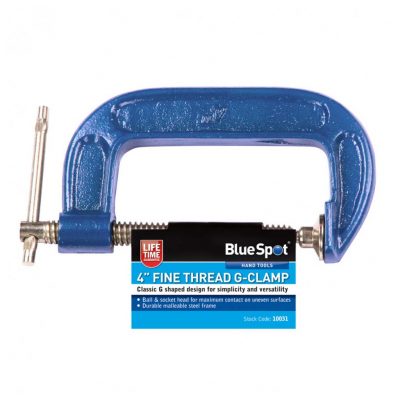 LIFE
TIME
GUARANTEE
BlueSpot
HAND TOOLS
4" FINE THREAD G-CLAMP
Classic G shaped design for simplicity and versatility
• Ball & socket head for maximum contact on uneven surfaces
• Durable malleable steel frame
Stock Code: 10031